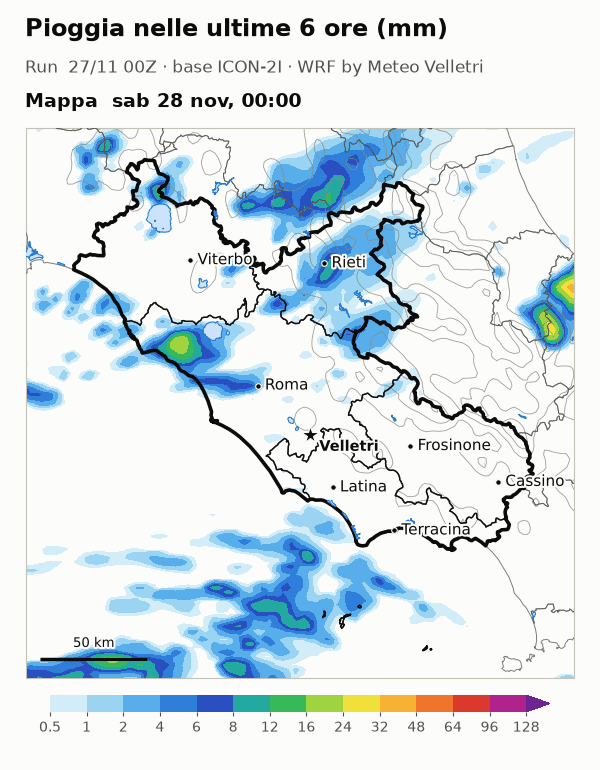 Pioggia nelle ultime 6 ore (mm)
Run  27/11 00Z · base ICON-2I · WRF by Meteo Velletri
Mappa  sab 28 nov, 00:00
Viterbo
Rieti
Roma
Velletri
Frosinone
Latina
Cassino
Terracina
50 km
0.5 1 2 4 6 8 12 16 24 32 48 64 96 128